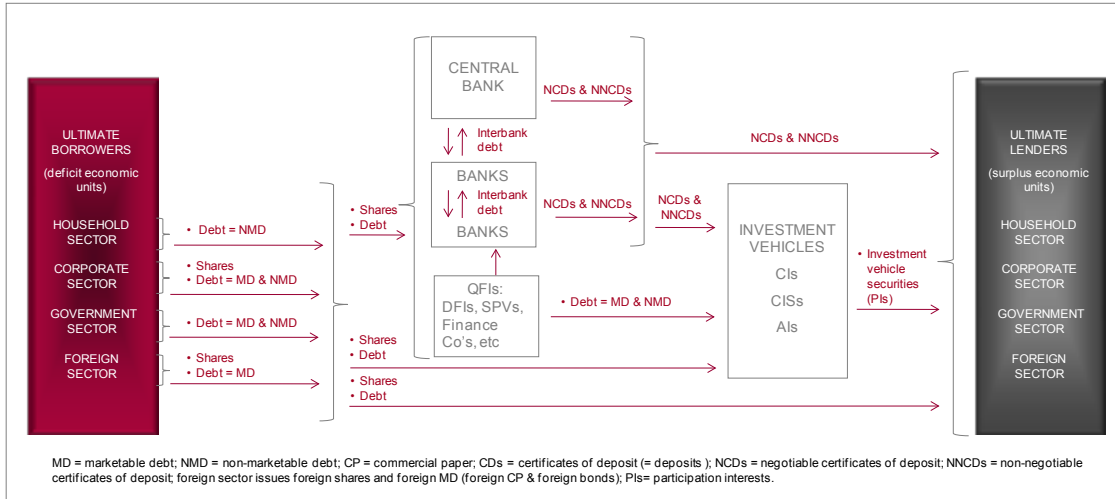 ULTIMATE
BORROWERS
(deficit economic
units)
HOUSEHOLD
SECTOR
CORPORATE
SECTOR
GOVERNMENT
SECTOR
FOREIGN
SECTOR
• Debt = NMD
• Shares
• Debt = MD & NMD
• Debt = MD & NMD
• Shares
• Debt = MD
• Shares
• Debt
CENTRAL
BANK
Interbank
debt
BANKS
Interbank
debt
BANKS
QFIs:
DFIs, SPVs,
Finance
Co's, etc
NCDs & NNCDs
NCDs & NNCDs
• Debt = MD & NMD
• Shares
• Debt
• Shares
• Debt
NCDs & NNCDs
NCDs &
NNCDs
INVESTMENT
VEHICLES
CIs
CISs
AIs
• Investment
vehicle
securities
(PIs)
ULTIMATE
LENDERS
(surplus economic
units)
HOUSEHOLD
SECTOR
CORPORATE
SECTOR
GOVERNMENT
SECTOR
FOREIGN
SECTOR
MD = marketable debt; NMD = non-marketable debt; CP = commercial paper; CDs = certificates of deposit (= deposits ); NCDs = negotiable certificates of deposit; NNCDs = non-negotiable
certificates of deposit; foreign sector issues foreign shares and foreign MD (foreign CP & foreign bonds); PIs= participation interests.